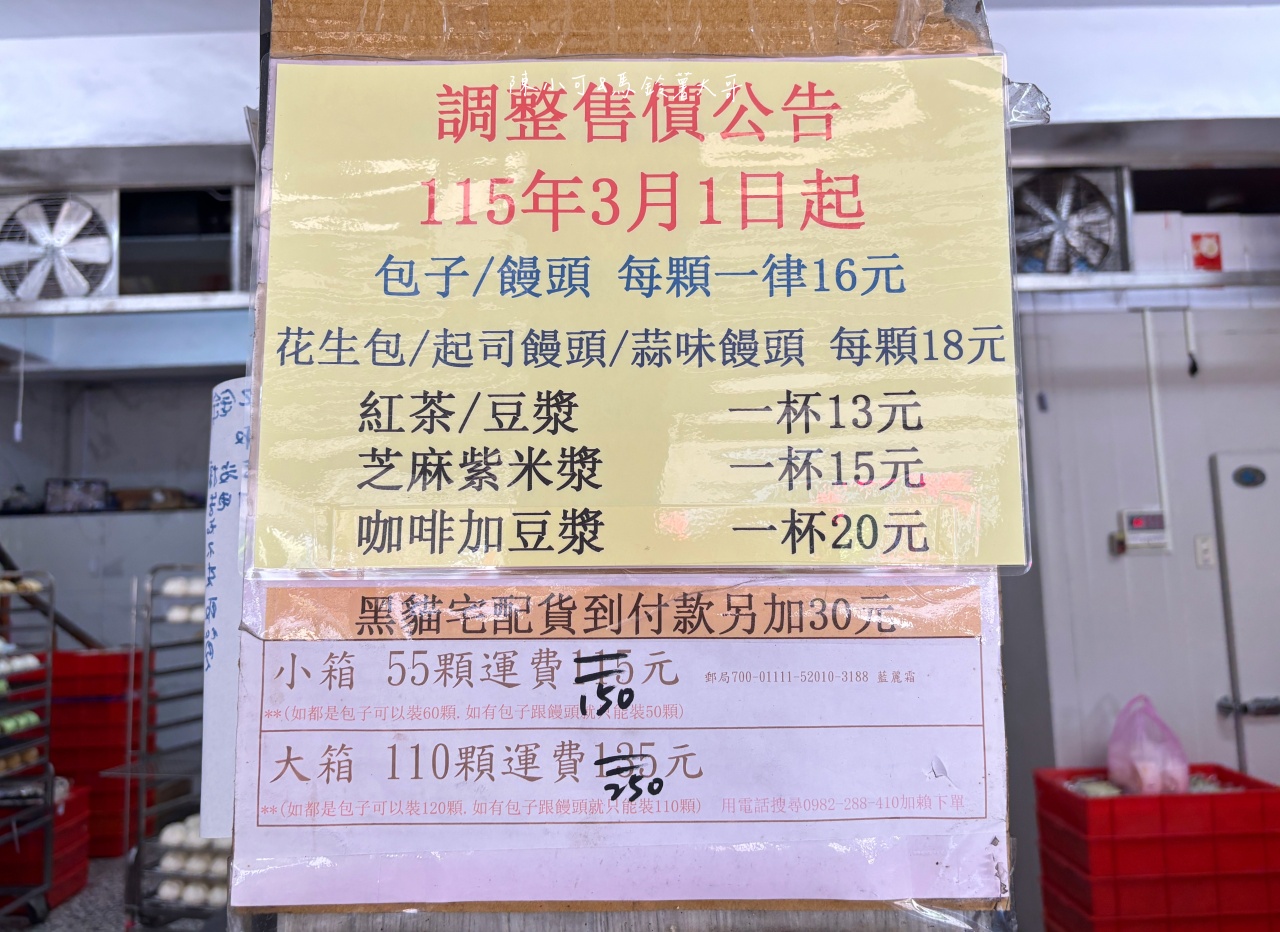 陳小可&馬鈴薯大哥
調整售價公告
115年3月1日起
包子/饅頭 每顆一律16元
花生包/起司饅頭/蒜味饅頭 每顆18元
紅茶/豆漿 一杯13元
芝麻紫米漿 一杯15元
咖啡加豆漿 一杯20元
黑貓宅配貨到付款另加30元
小箱 55顆運費115元 郵局700-01111-52010-3188 藍麗霜
150
**(如都是包子可以裝60顆.如有包子跟饅頭就只能裝50顆)
大箱 110顆運費135元
250
**(如都是包子可以裝120顆.如有包子跟饅頭就只能裝110顆) 用電話搜尋0982-288-410加賴下單